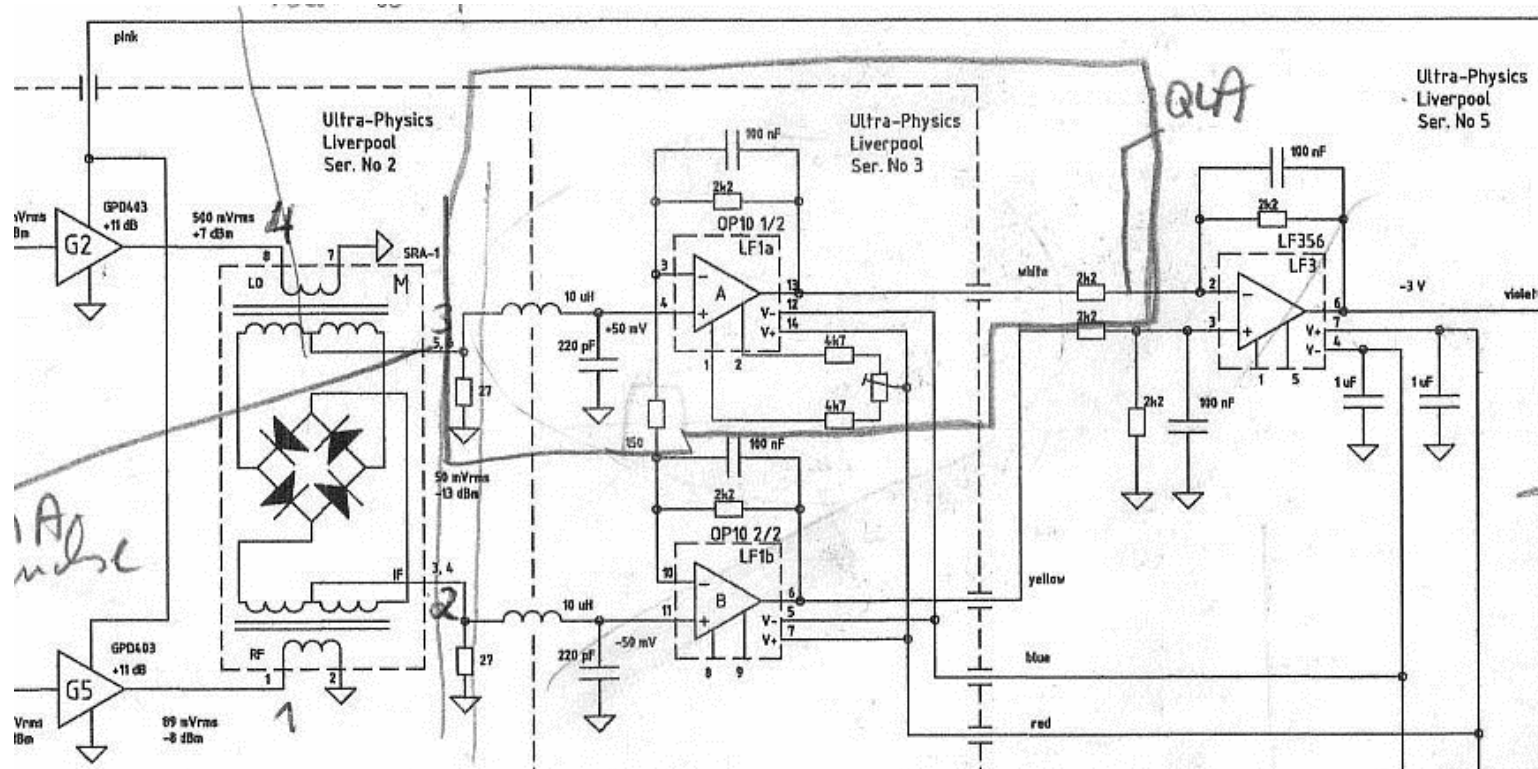 pink
Ultra-Physics
Liverpool
Ser. No 2
Ultra-Physics
Liverpool
Ser. No 3
QLA
Ultra-Physics
Liverpool
Ser. No 5
100 nF
2k2
OP10 1/2
LF1a
3
4
A
13
12
14
V-
V+
1
2
4k7
4k7
100 nF
2k2
LF356
LF3
2
3
6
7
4
V+
V-
1
5
-3 V
violet
mVrms
GPD403
+11 dB
G2
500 mVrms
+7 dBm
4
8
7
SRA-1
LO
M
3
5, 6
10 uH
+50 mV
220 pF
27
white
2k2
2k2
2k2
100 nF
1 uF
1 uF
150
50 mVrms
-13 dBm
100 nF
2k2
OP10 2/2
LF1b
10
11
B
6
5
7
V-
V+
8
9
IF
3, 4
2
10 uH
-50 mV
220 pF
27
yellow
blue
red
RF
1
2
1
GPD403
+11 dB
G5
89 mVrms
-8 dBm